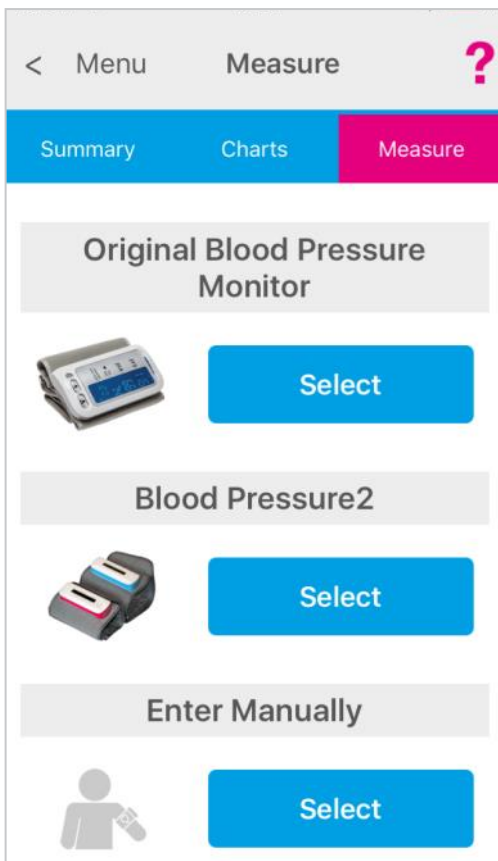 < Menu Measure ?
Summary Charts Measure
Original Blood Pressure
Monitor
Select
Blood Pressure2
Select
Enter Manually
Select